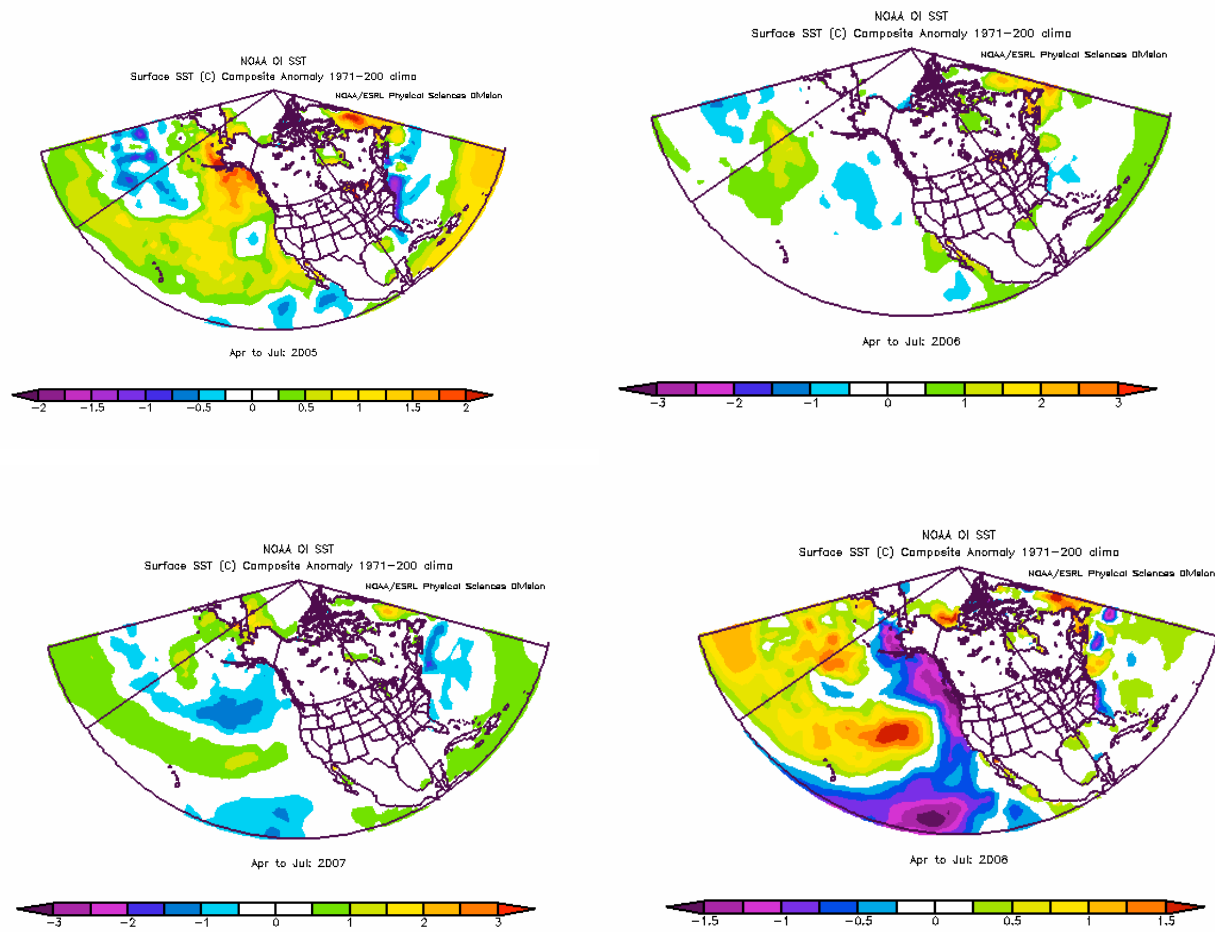 NOAA OI SST
Surface SST (C) Composite Anomaly 1971-200 clima
NOAA/ESRL Physical Sciences Division
Apr to Jul: 2005
-2 -1.5 -1 -0.5 0 0.5 1 1.5 2
NOAA OI SST
Surface SST (C) Composite Anomaly 1971-200 clima
NOAA/ESRL Physical Sciences Division
Apr to Jul: 2006
-3 -2 -1 0 1 2 3
NOAA OI SST
Surface SST (C) Composite Anomaly 1971-200 clima
NOAA/ESRL Physical Sciences Division
Apr to Jul: 2007
-3 -2 -1 0 1 2 3
NOAA OI SST
Surface SST (C) Composite Anomaly 1971-200 clima
NOAA/ESRL Physical Sciences Division
Apr to Jul: 2008
-1.5 -1 -0.5 0 0.5 1 1.5